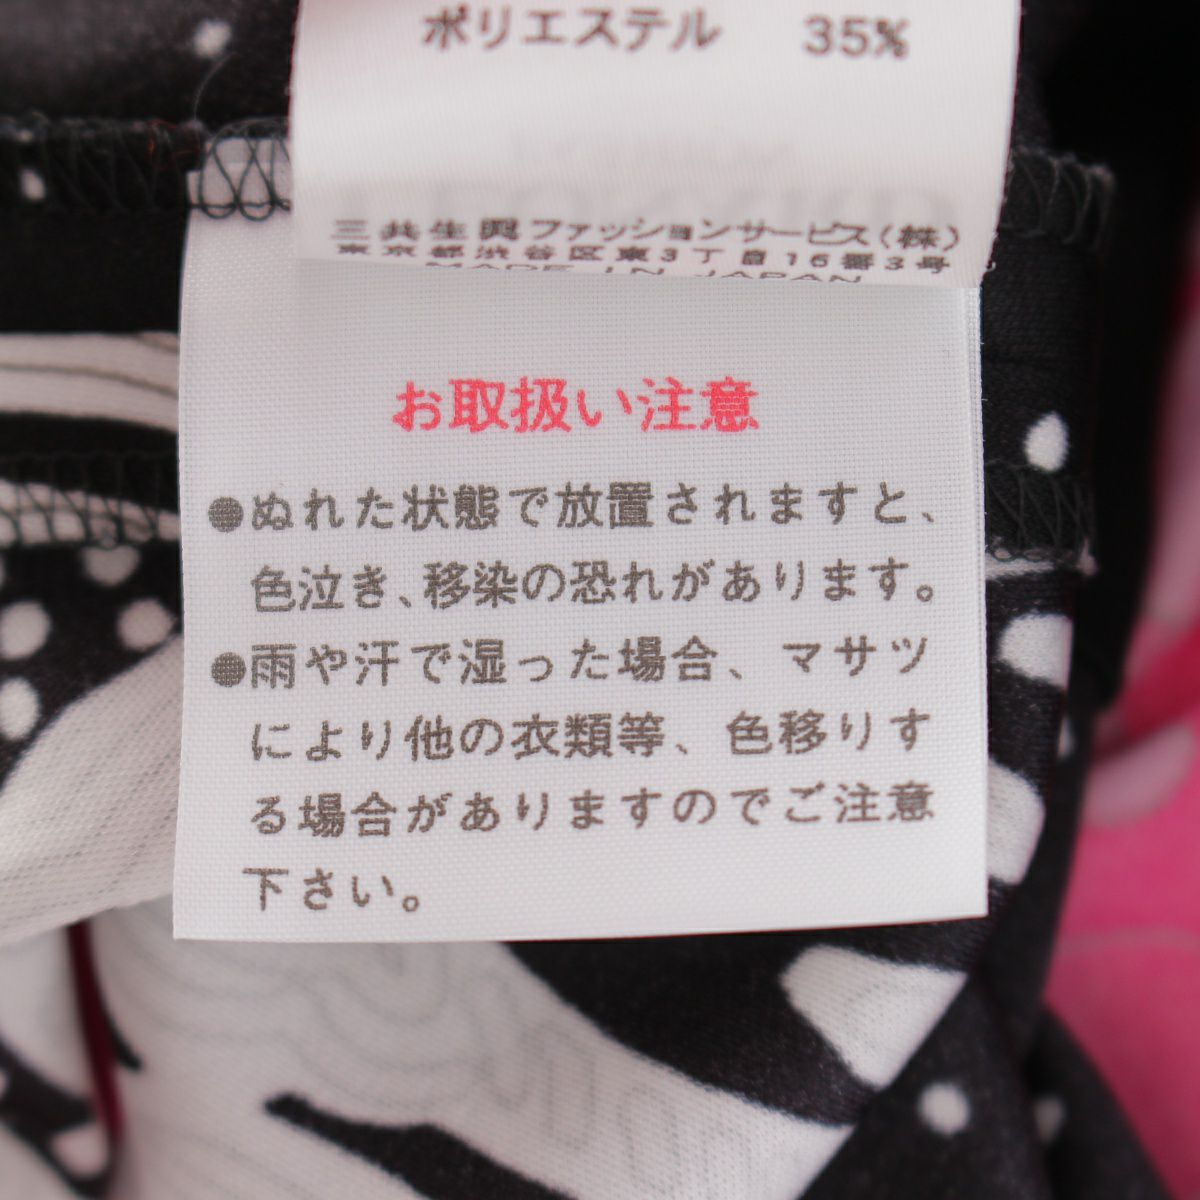 ポリエステル 35%
三共生興ファッションサービス(株)
東京都渋谷区東3丁目16番3号
MADE IN JAPAN
お取扱い注意
●ぬれた状態で放置されますと、
色泣き、移染の恐れがあります。
●雨や汗で湿った場合、マサツ
により他の衣類等、色移りす
る場合がありますのでご注意
下さい。